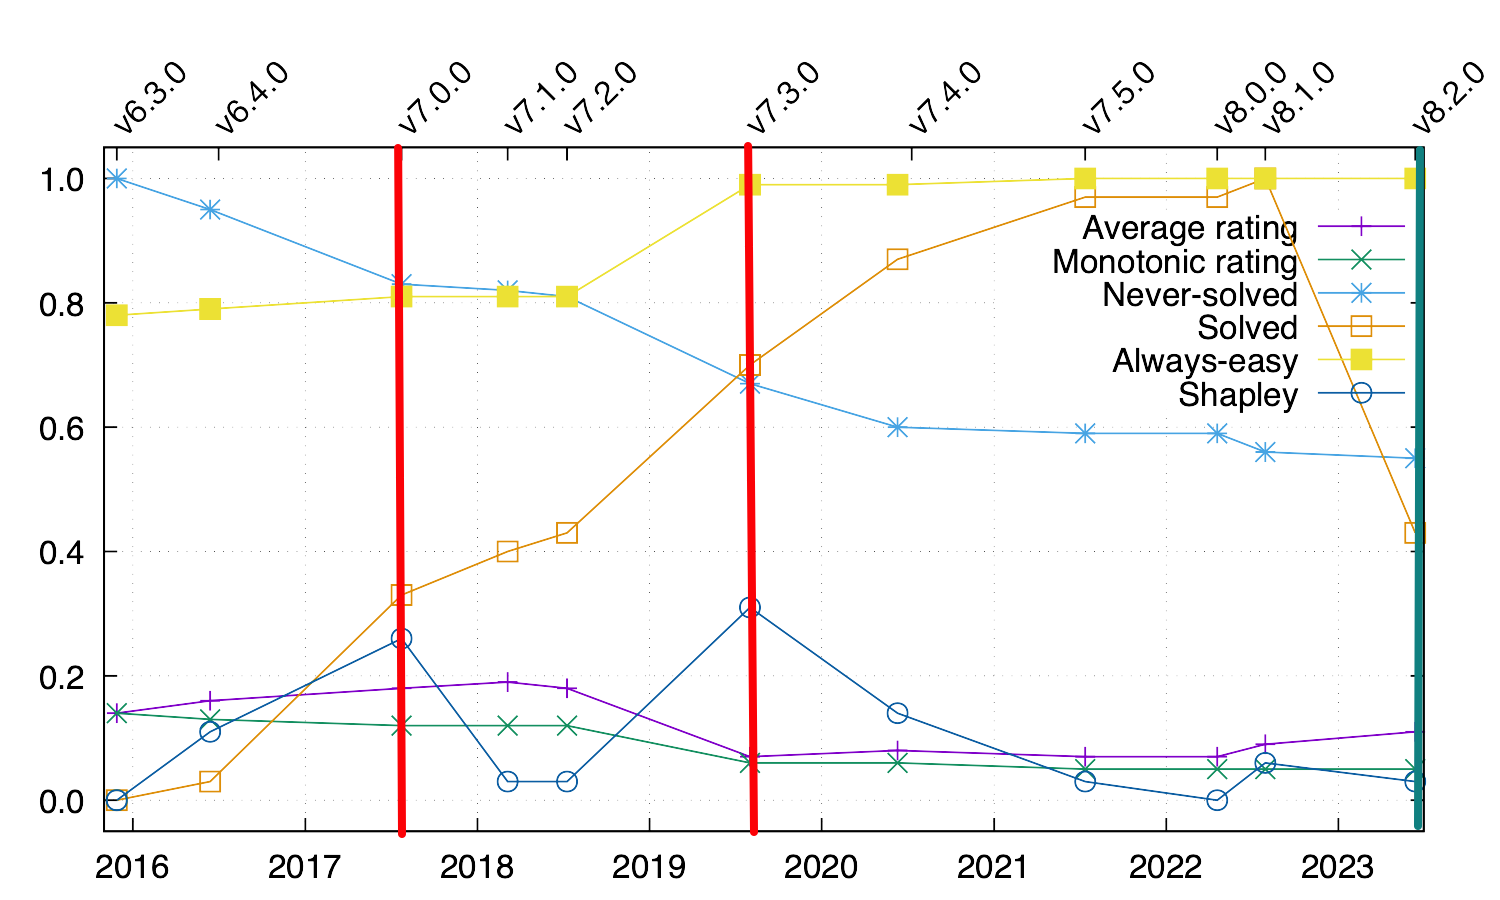 v6.3.0
v6.4.0
v7.0.0
v7.1.0
v7.2.0
v7.3.0
v7.4.0
v7.5.0
v8.0.0
v8.1.0
v8.2.0
1.0
0.8
0.6
0.4
0.2
0.0
Average rating
Monotonic rating
Never-solved
Solved
Always-easy
Shapley
2016 2017 2018 2019 2020 2021 2022 2023